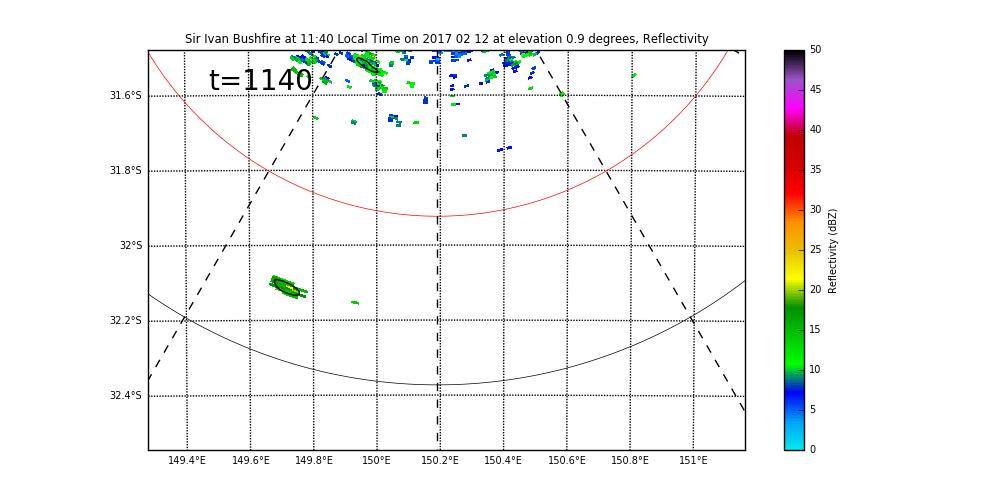 Sir Ivan Bushfire at 11:40 Local Time on 2017 02 12 at elevation 0.9 degrees, Reflectivity
t=1140
31.6°S
31.8°S
32°S
32.2°S
32.4°S
149.4°E 149.6°E 149.8°E 150°E 150.2°E 150.4°E 150.6°E 150.8°E 151°E
50
45
40
35
30
25
20
15
10
5
0
Reflectivity (dBZ)